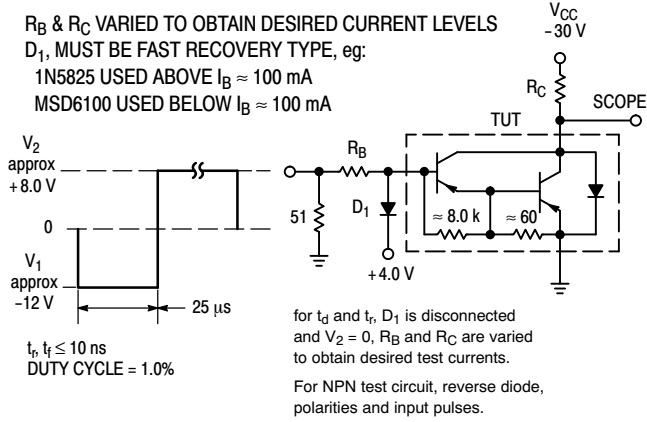 R_B & R_C VARIED TO OBTAIN DESIRED CURRENT LEVELS
D_1, MUST BE FAST RECOVERY TYPE, eg:
1N5825 USED ABOVE I_B ≈ 100 mA
MSD6100 USED BELOW I_B ≈ 100 mA
V_CC
-30 V
R_C
SCOPE
TUT
V_2
approx
+8.0 V
0
V_1
approx
-12 V
25 µs
t_r, t_f ≤ 10 ns
DUTY CYCLE = 1.0%
R_B
51
D_1
+4.0 V
≈ 8.0 k
≈ 60
for t_d and t_r, D_1 is disconnected
and V_2 = 0, R_B and R_C are varied
to obtain desired test currents.
For NPN test circuit, reverse diode,
polarities and input pulses.